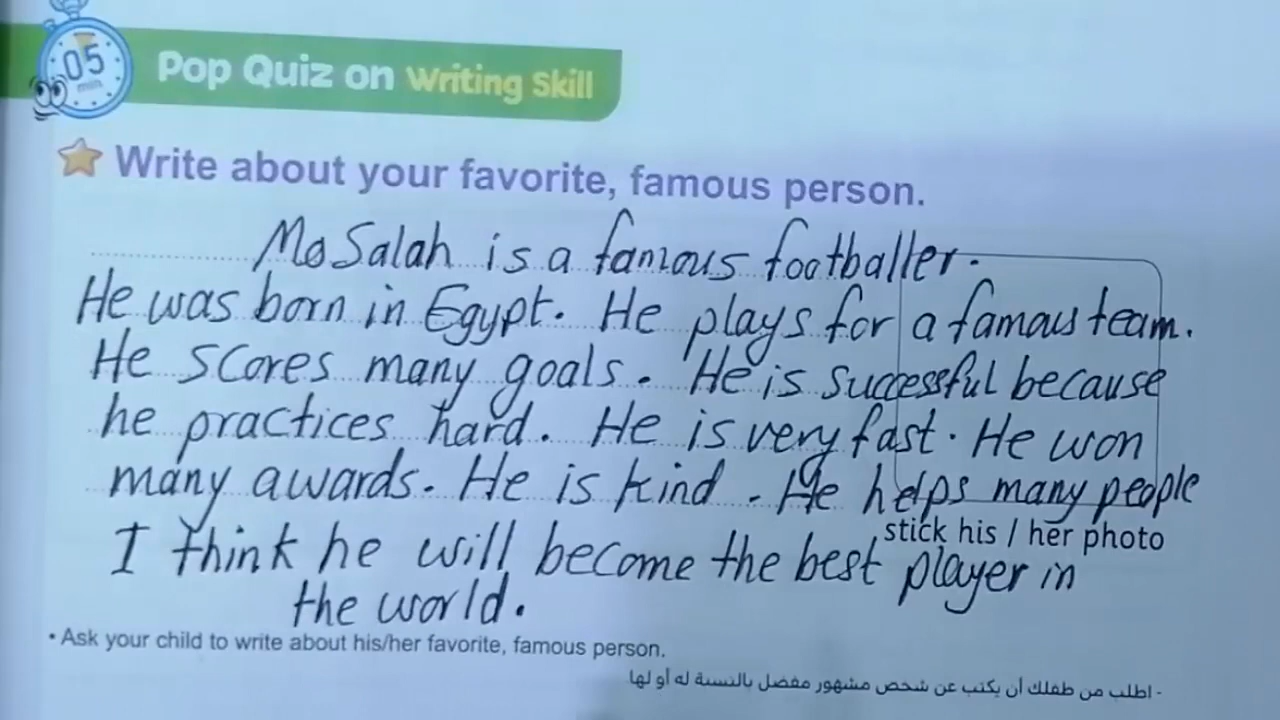 05
min
Pop Quiz on Writing Skill
Write about your favorite, famous person.
Mo Salah is a famous footballer.
He was born in Egypt. He plays for a famous team.
He scores many goals. He is successful because
he practices hard. He is very fast. He won
many awards. He is kind. He helps many people
stick his / her photo
I think he will become the best player in
the world.
• Ask your child to write about his/her favorite, famous person.
- اطلب من طفلك أن يكتب عن شخص مشهور مفضل بالنسبة له أو لها